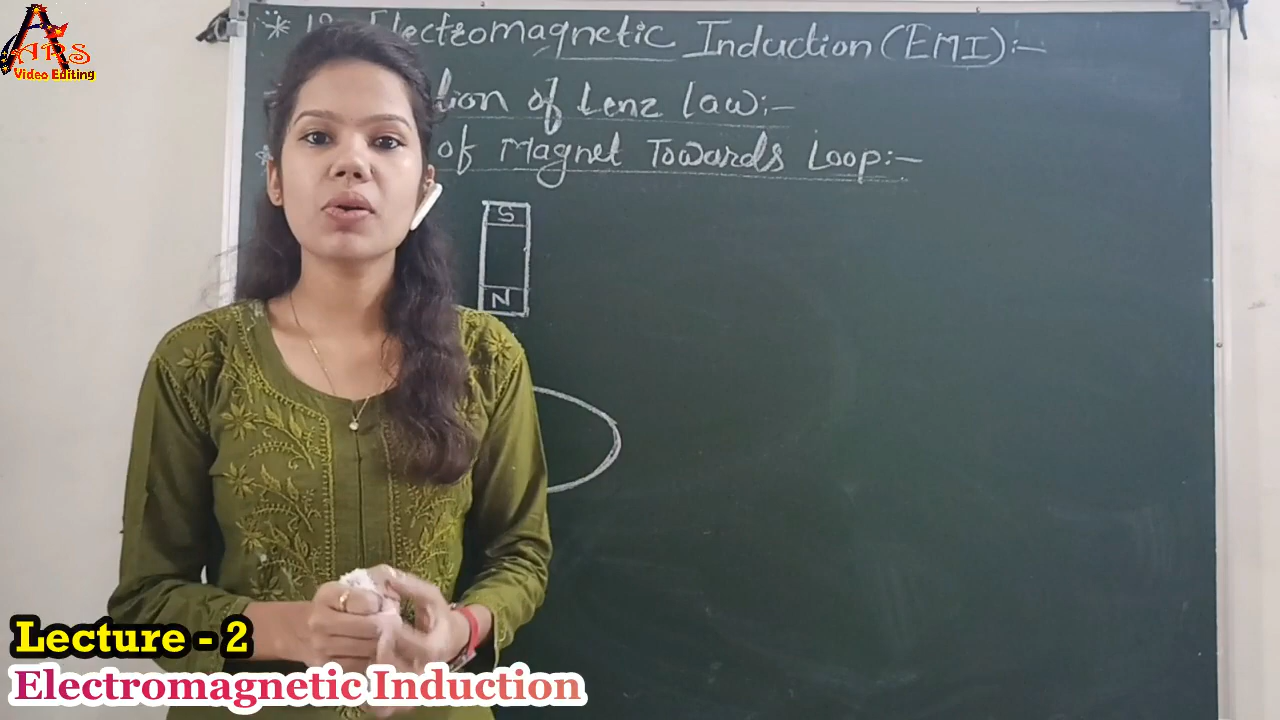 ARS
Video Editing
Electromagnetic Induction (EMI):-
of Lenz Law:-
of Magnet Towards Loop:-
S
N
Lecture - 2
Electromagnetic Induction